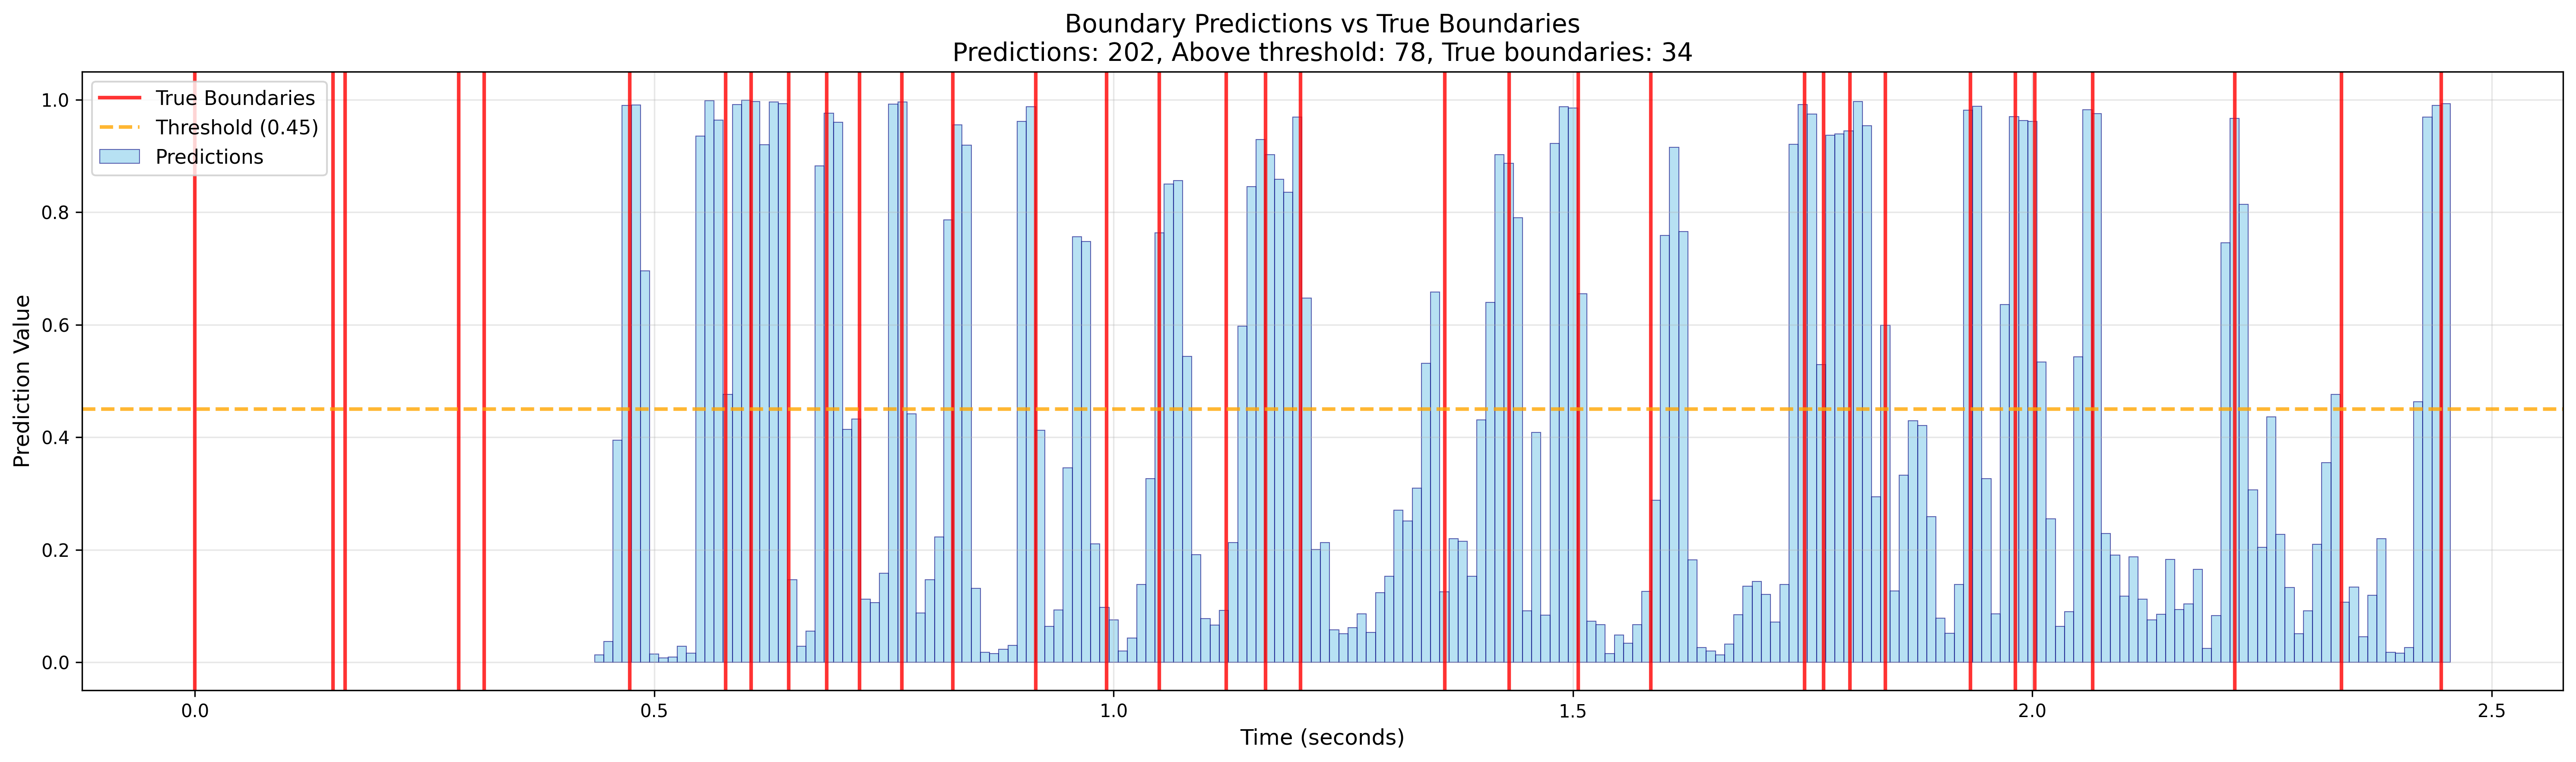 Boundary Predictions vs True Boundaries
Predictions: 202, Above threshold: 78, True boundaries: 34
True Boundaries
Threshold (0.45)
Predictions
Prediction Value
1.0
0.8
0.6
0.4
0.2
0.0
0.0 0.5 1.0 1.5 2.0 2.5
Time (seconds)